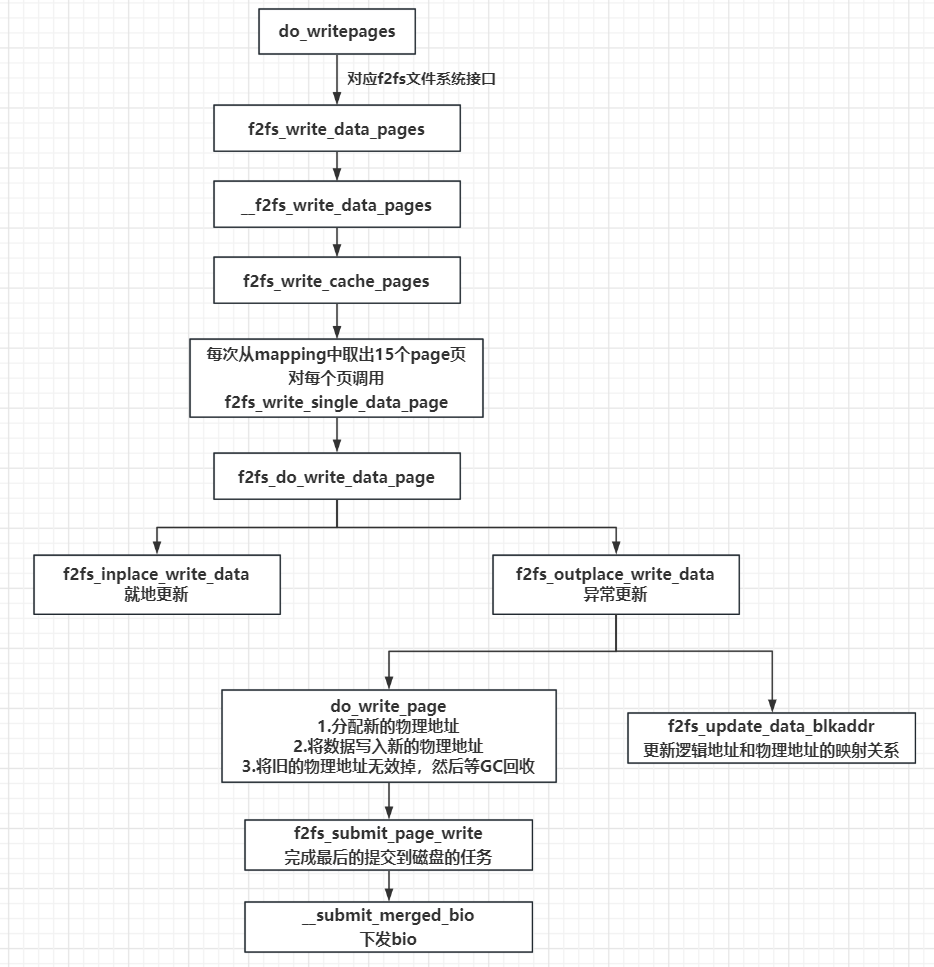 do_writepages
对应f2fs文件系统接口
f2fs_write_data_pages
__f2fs_write_data_pages
f2fs_write_cache_pages
每次从mapping中取出15个page页
对每个页调用
f2fs_write_single_data_page
f2fs_do_write_data_page
f2fs_inplace_write_data
就地更新
f2fs_outplace_write_data
异常更新
do_write_page
1.分配新的物理地址
2.将数据写入新的物理地址
3.将旧的物理地址无效掉，然后等GC回收
f2fs_update_data_blkaddr
更新逻辑地址和物理地址的映射关系
f2fs_submit_page_write
完成最后的提交到磁盘的任务
__submit_merged_bio
下发bio